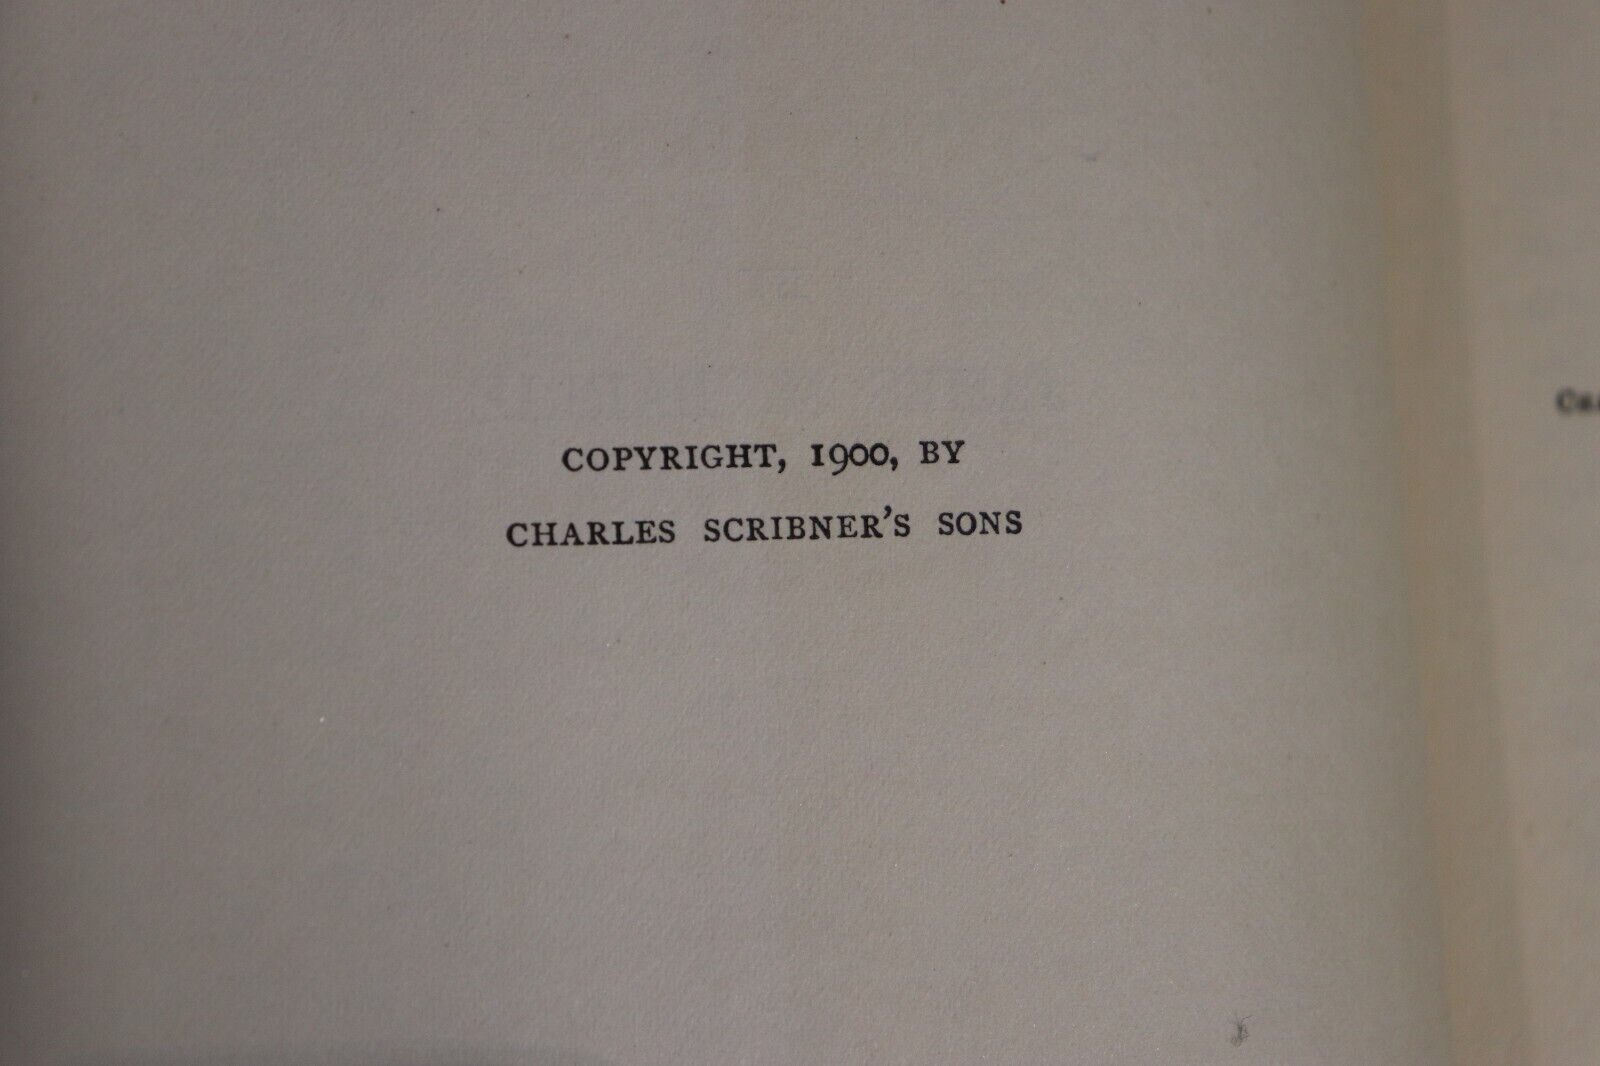 COPYRIGHT, 1900, BY
CHARLES SCRIBNER'S SONS